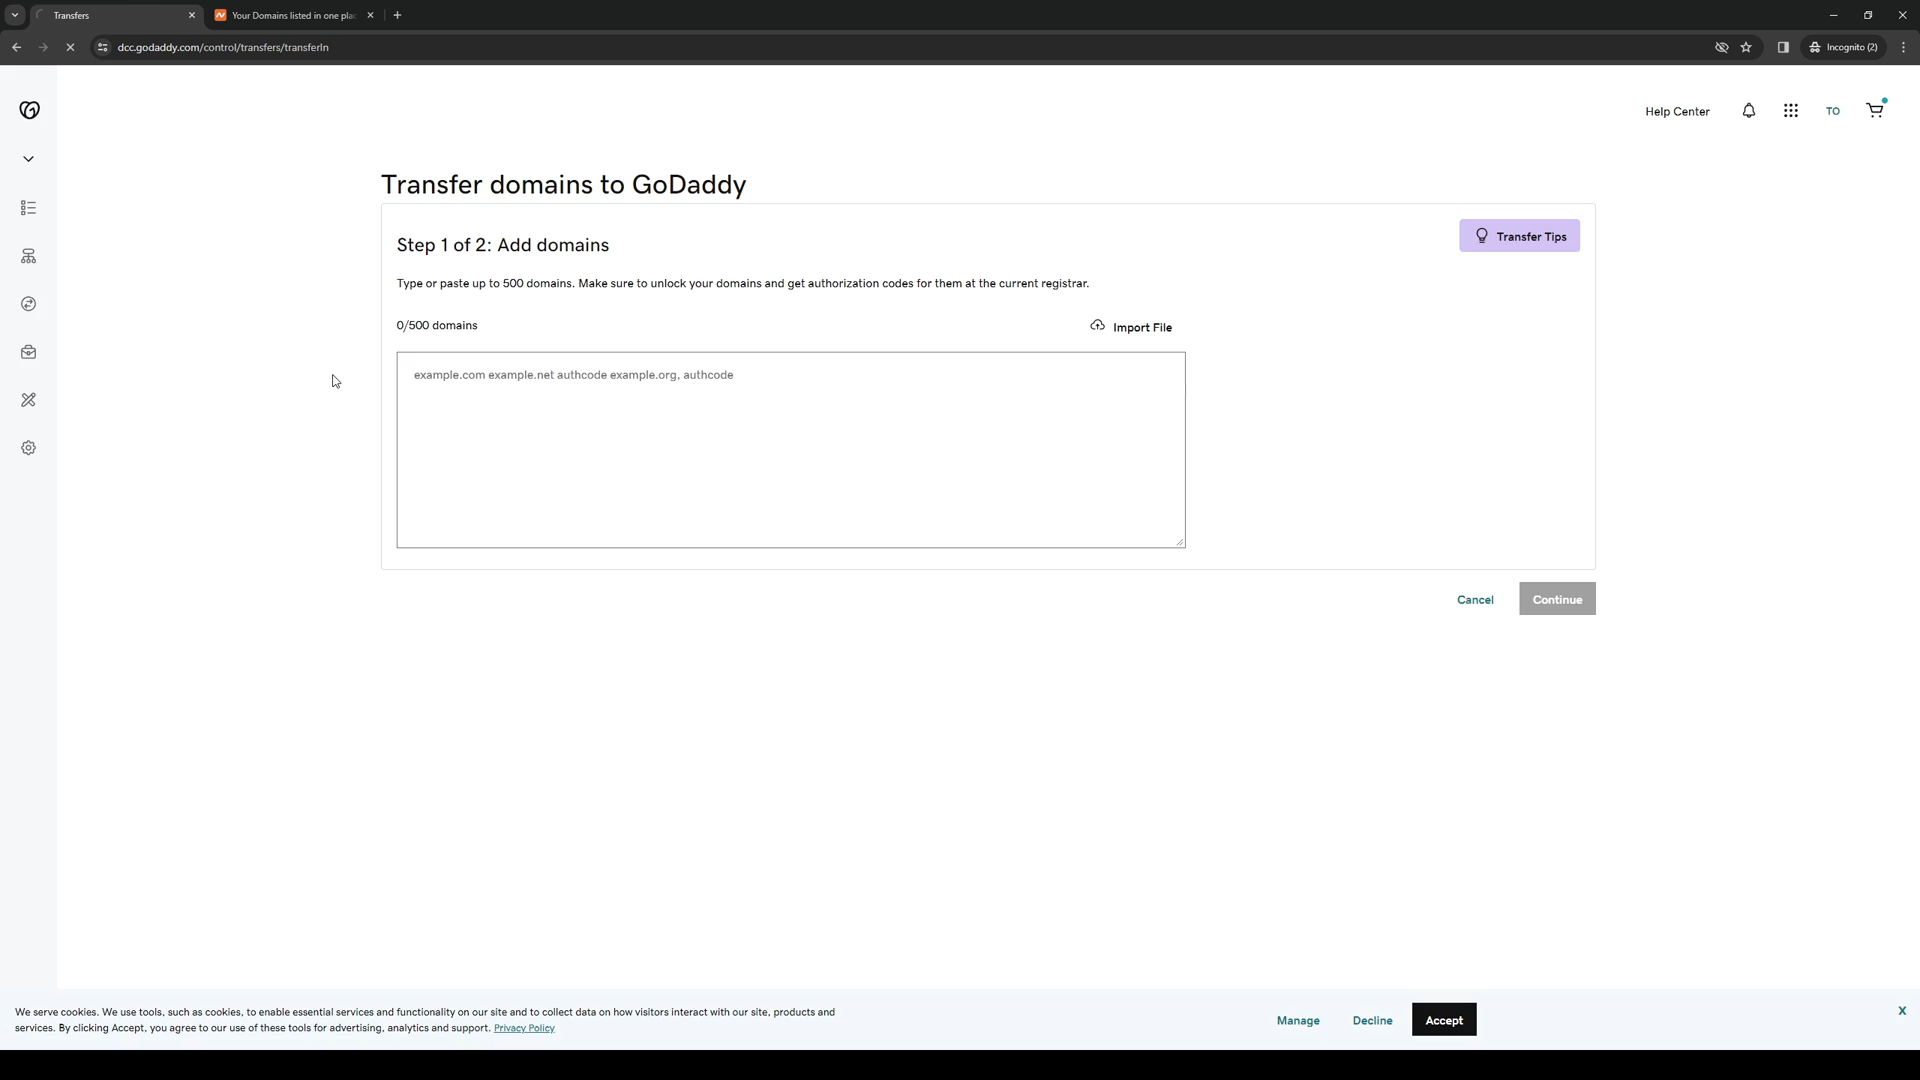 Transfers
Your Domains listed in one plac
dcc.godaddy.com/control/transfers/transferIn
Incognito (2)
Help Center
TO
Transfer domains to GoDaddy
Step 1 of 2: Add domains
Transfer Tips
Type or paste up to 500 domains. Make sure to unlock your domains and get authorization codes for them at the current registrar.
0/500 domains
Import File
example.com example.net authcode example.org, authcode
Cancel
Continue
We serve cookies. We use tools, such as cookies, to enable essential services and functionality on our site and to collect data on how visitors interact with our site, products and
services. By clicking Accept, you agree to our use of these tools for advertising, analytics and support. Privacy Policy
Manage
Decline
Accept
X